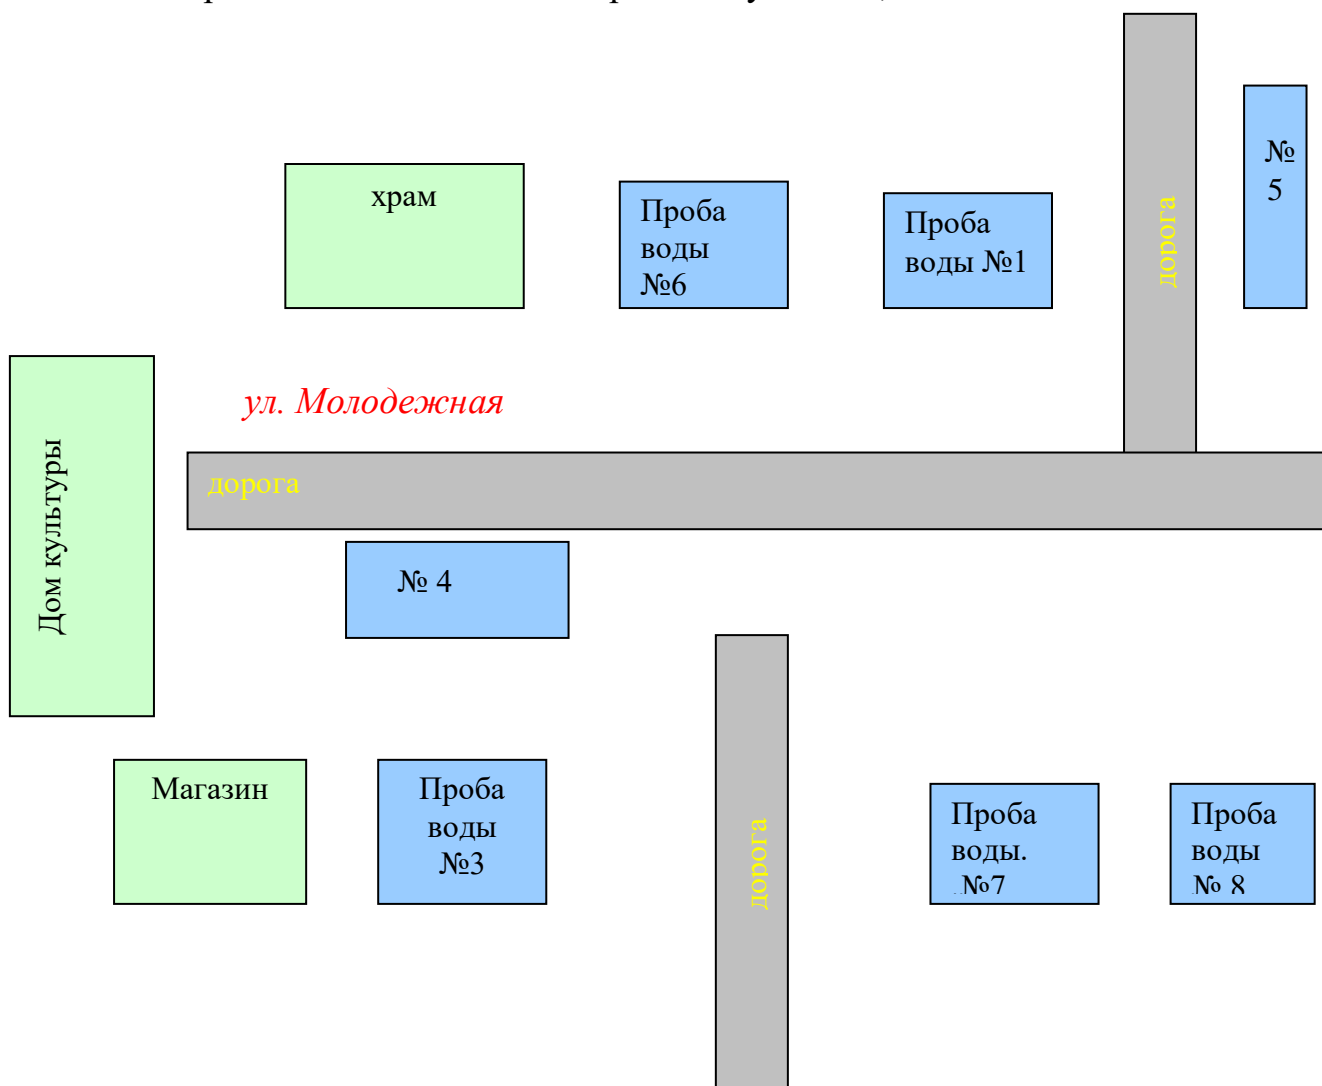 №
5
храм
Проба
воды
№6
Проба
воды №1
дорога
ул. Молодежная
Дом культуры
дорога
№ 4
Магазин
Проба
воды
№3
дорога
Проба
воды.
.№7
Проба
воды
№ 8